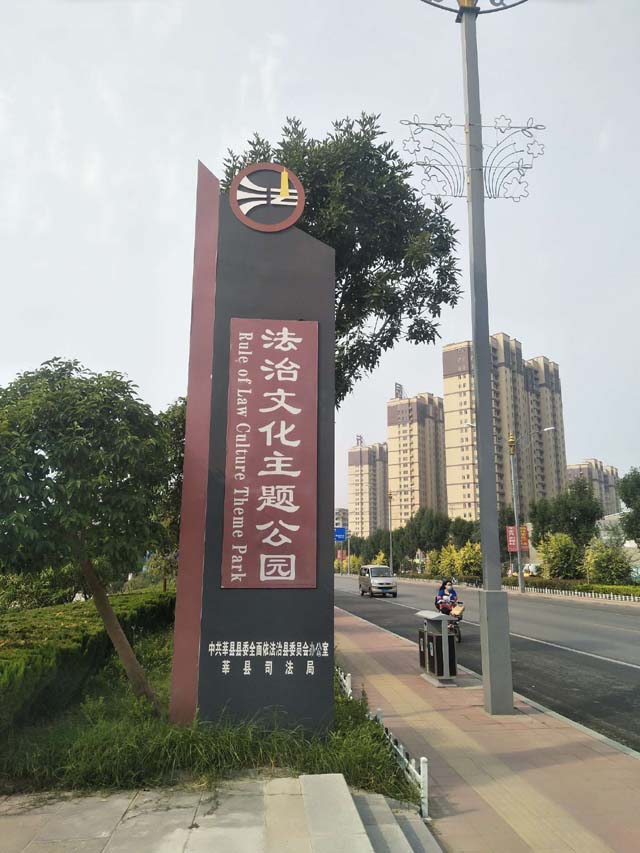 法治文化主题公园
Rule of Law Culture Theme Park
中共莘县县委全面依法治县委员会办公室
莘县司法局